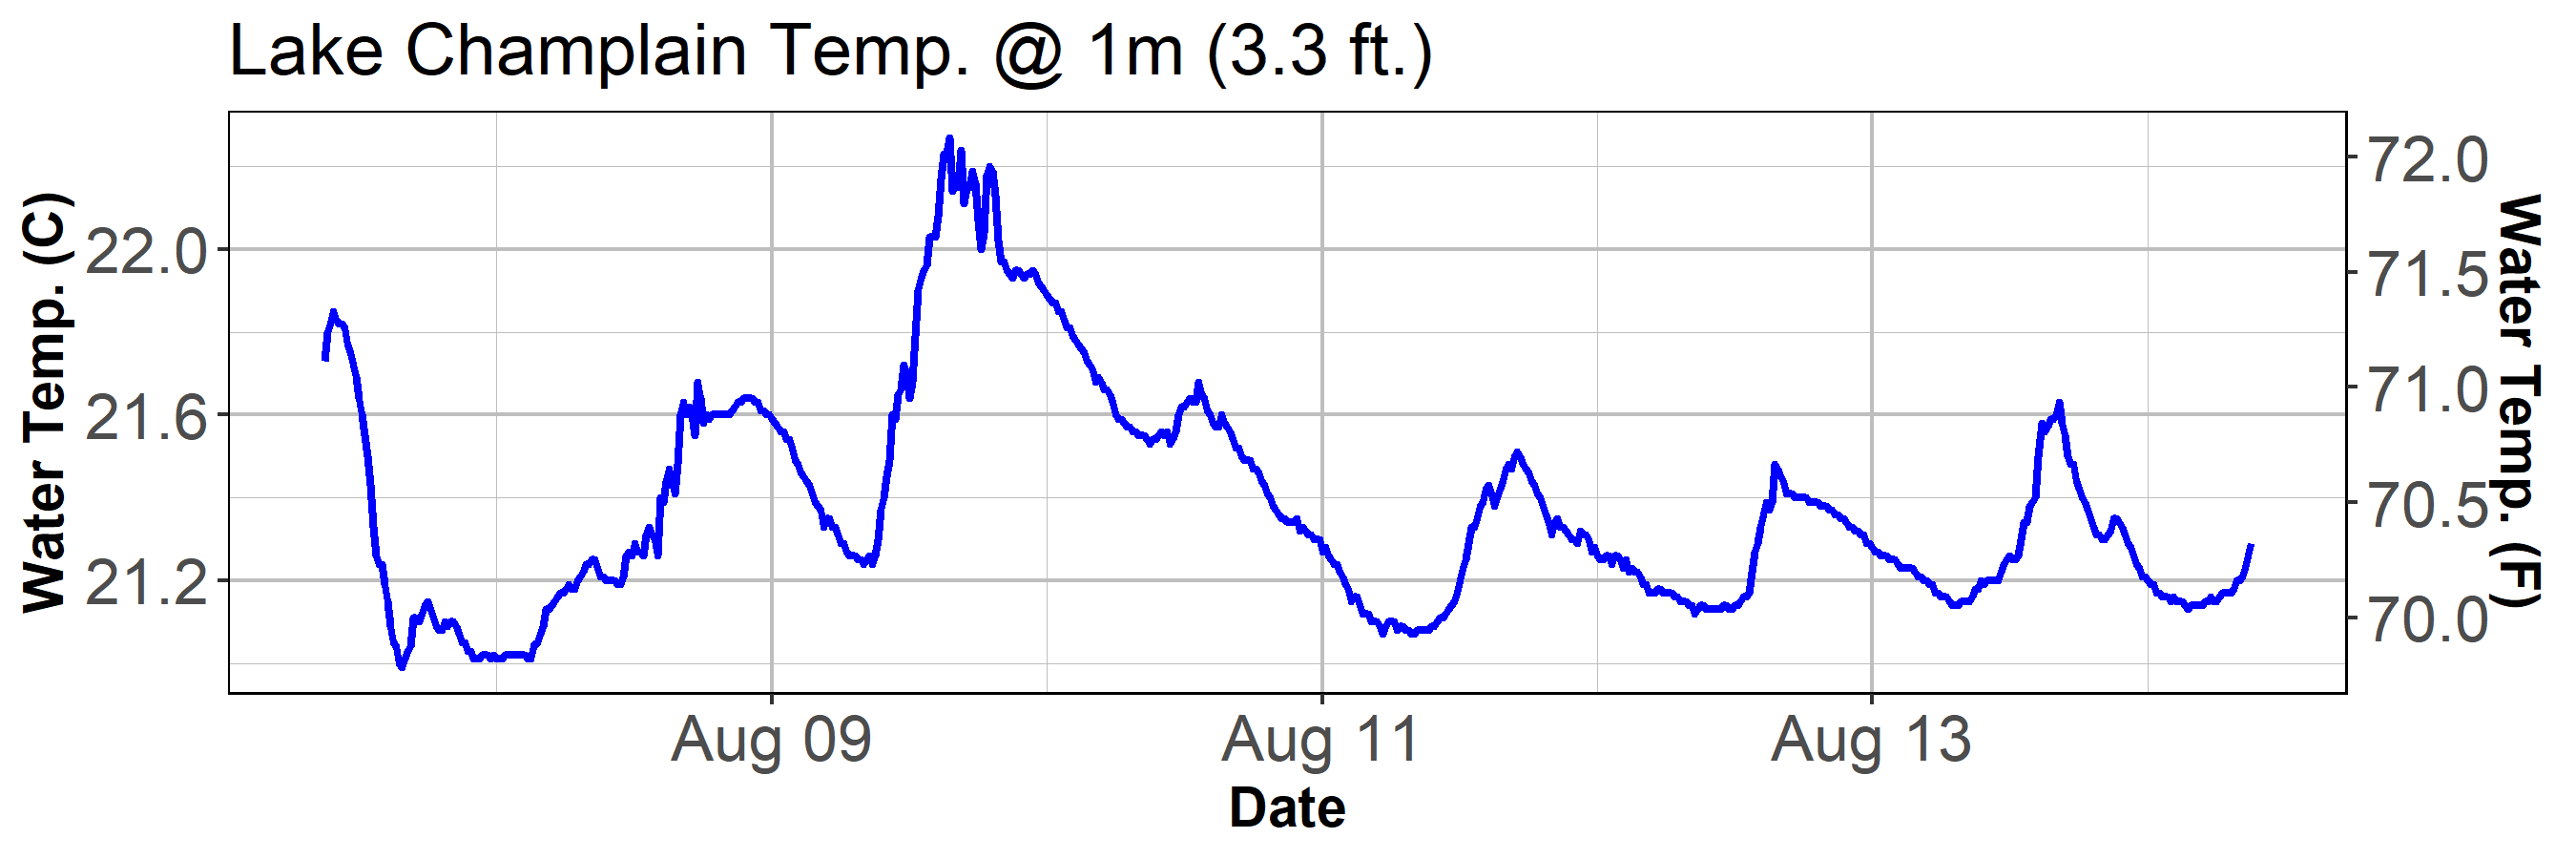 Lake Champlain Temp. @ 1m (3.3 ft.)
Water Temp. (C)
22.0
21.6
21.2
72.0
71.5
71.0
70.5
70.0
Water Temp. (F)
Aug 09
Aug 11
Aug 13
Date